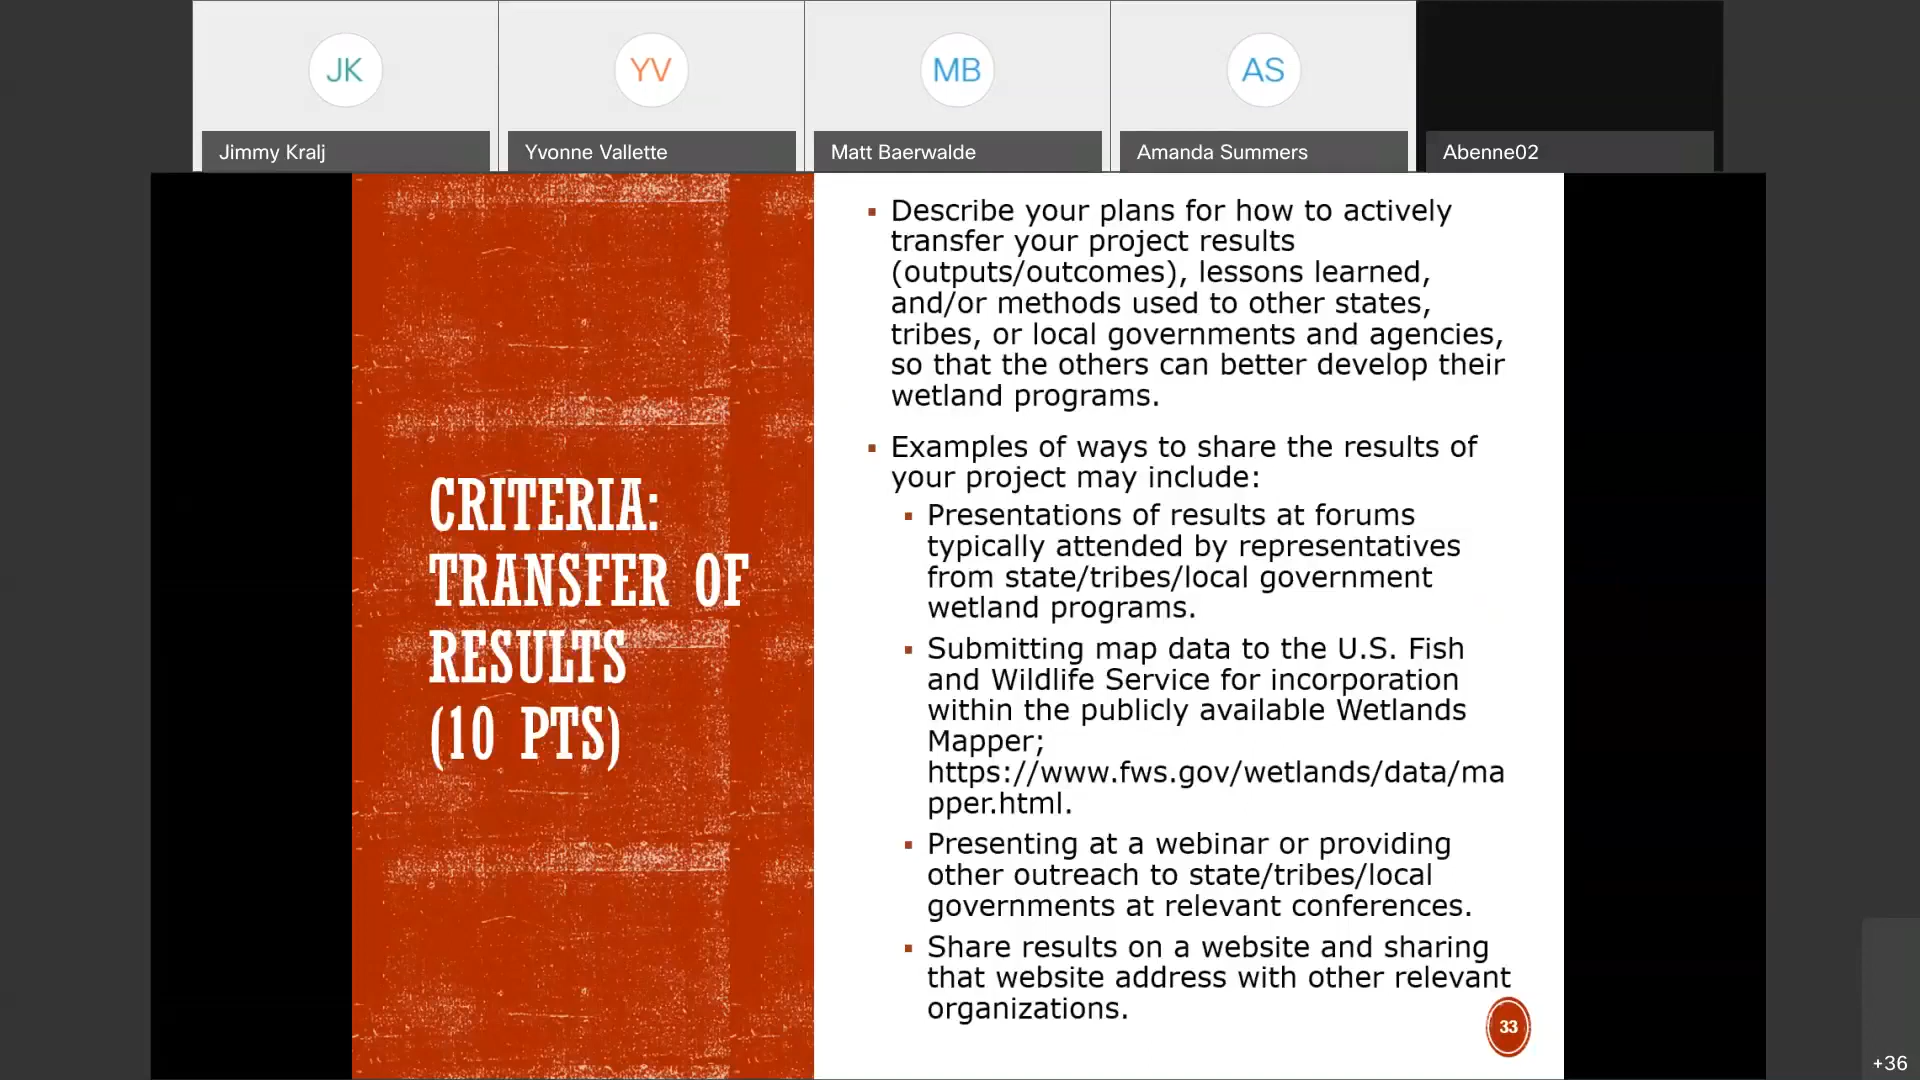 JK
YV
MB
AS
Jimmy Kralj
Yvonne Vallette
Matt Baerwalde
Amanda Summers
Abenne02
CRITERIA:
TRANSFER OF
RESULTS
(10 PTS)
▪ Describe your plans for how to actively
transfer your project results
(outputs/outcomes), lessons learned,
and/or methods used to other states,
tribes, or local governments and agencies,
so that the others can better develop their
wetland programs.
▪ Examples of ways to share the results of
your project may include:
▪ Presentations of results at forums
typically attended by representatives
from state/tribes/local government
wetland programs.
▪ Submitting map data to the U.S. Fish
and Wildlife Service for incorporation
within the publicly available Wetlands
Mapper;
https://www.fws.gov/wetlands/data/ma
pper.html.
▪ Presenting at a webinar or providing
other outreach to state/tribes/local
governments at relevant conferences.
▪ Share results on a website and sharing
that website address with other relevant
organizations.
33
+36